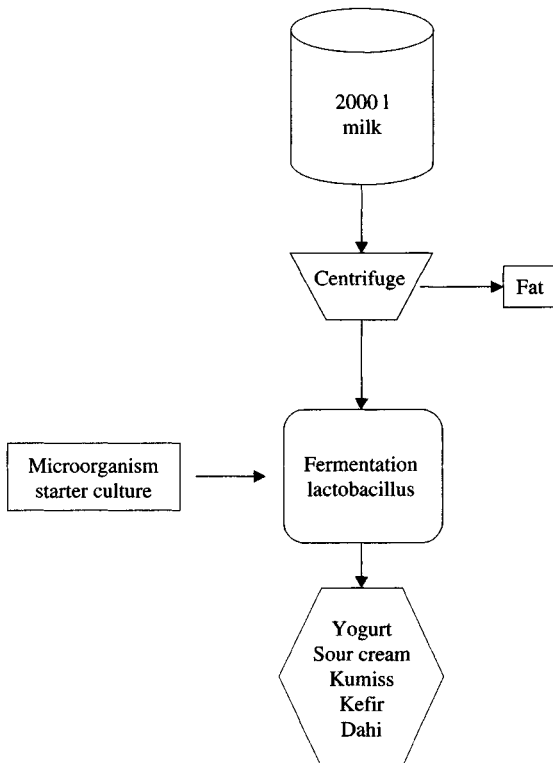 2000 l
milk
Centrifuge
Fat
Microorganism
starter culture
Fermentation
lactobacillus
Yogurt
Sour cream
Kumiss
Kefir
Dahi